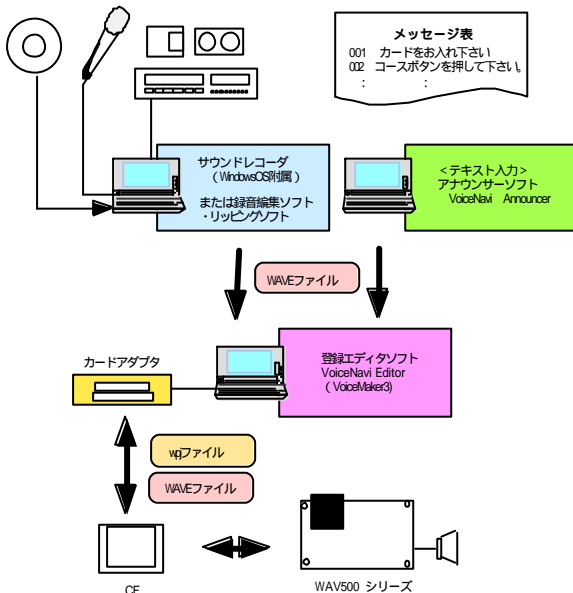 メッセージ表
001 カードをお入れ下さい
002 コースボタンを押して下さい。
: :
サウンドレコーダ
(WindowsOS附属)
または録音編集ソフト
・リッピングソフト
<テキスト入力>
アナウンサーソフト
VoiceNavi Announcer
WAVEファイル
登録エディタソフト
VoiceNavi Editor
(VoiceMaker3)
カードアダプタ
wpjファイル
WAVEファイル
CF
WAV500 シリーズ